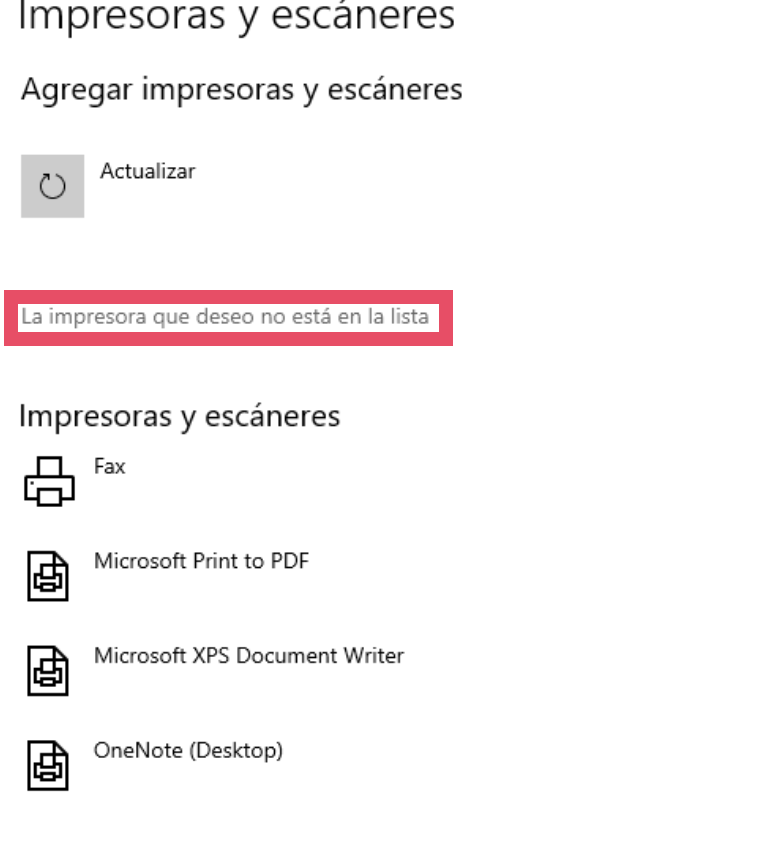 Impresoras y escáneres
Agregar impresoras y escáneres
Actualizar
La impresora que deseo no está en la lista
Impresoras y escáneres
Fax
Microsoft Print to PDF
Microsoft XPS Document Writer
OneNote (Desktop)